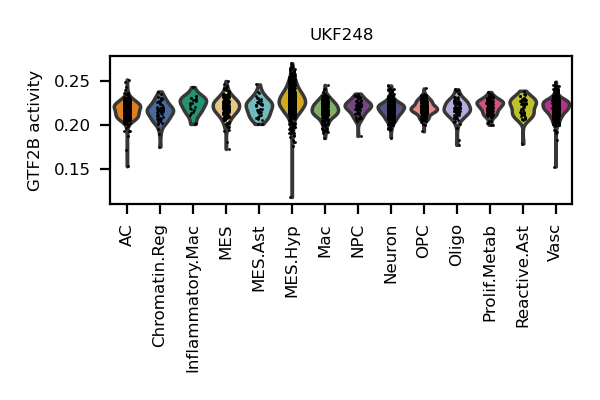 UKF248
GTF2B activity
0.25
0.20
0.15
AC
Chromatin.Reg
Inflammatory.Mac
MES
MES.Ast
MES.Hyp
Mac
NPC
Neuron
OPC
Oligo
Prolif.Metab
Reactive.Ast
Vasc